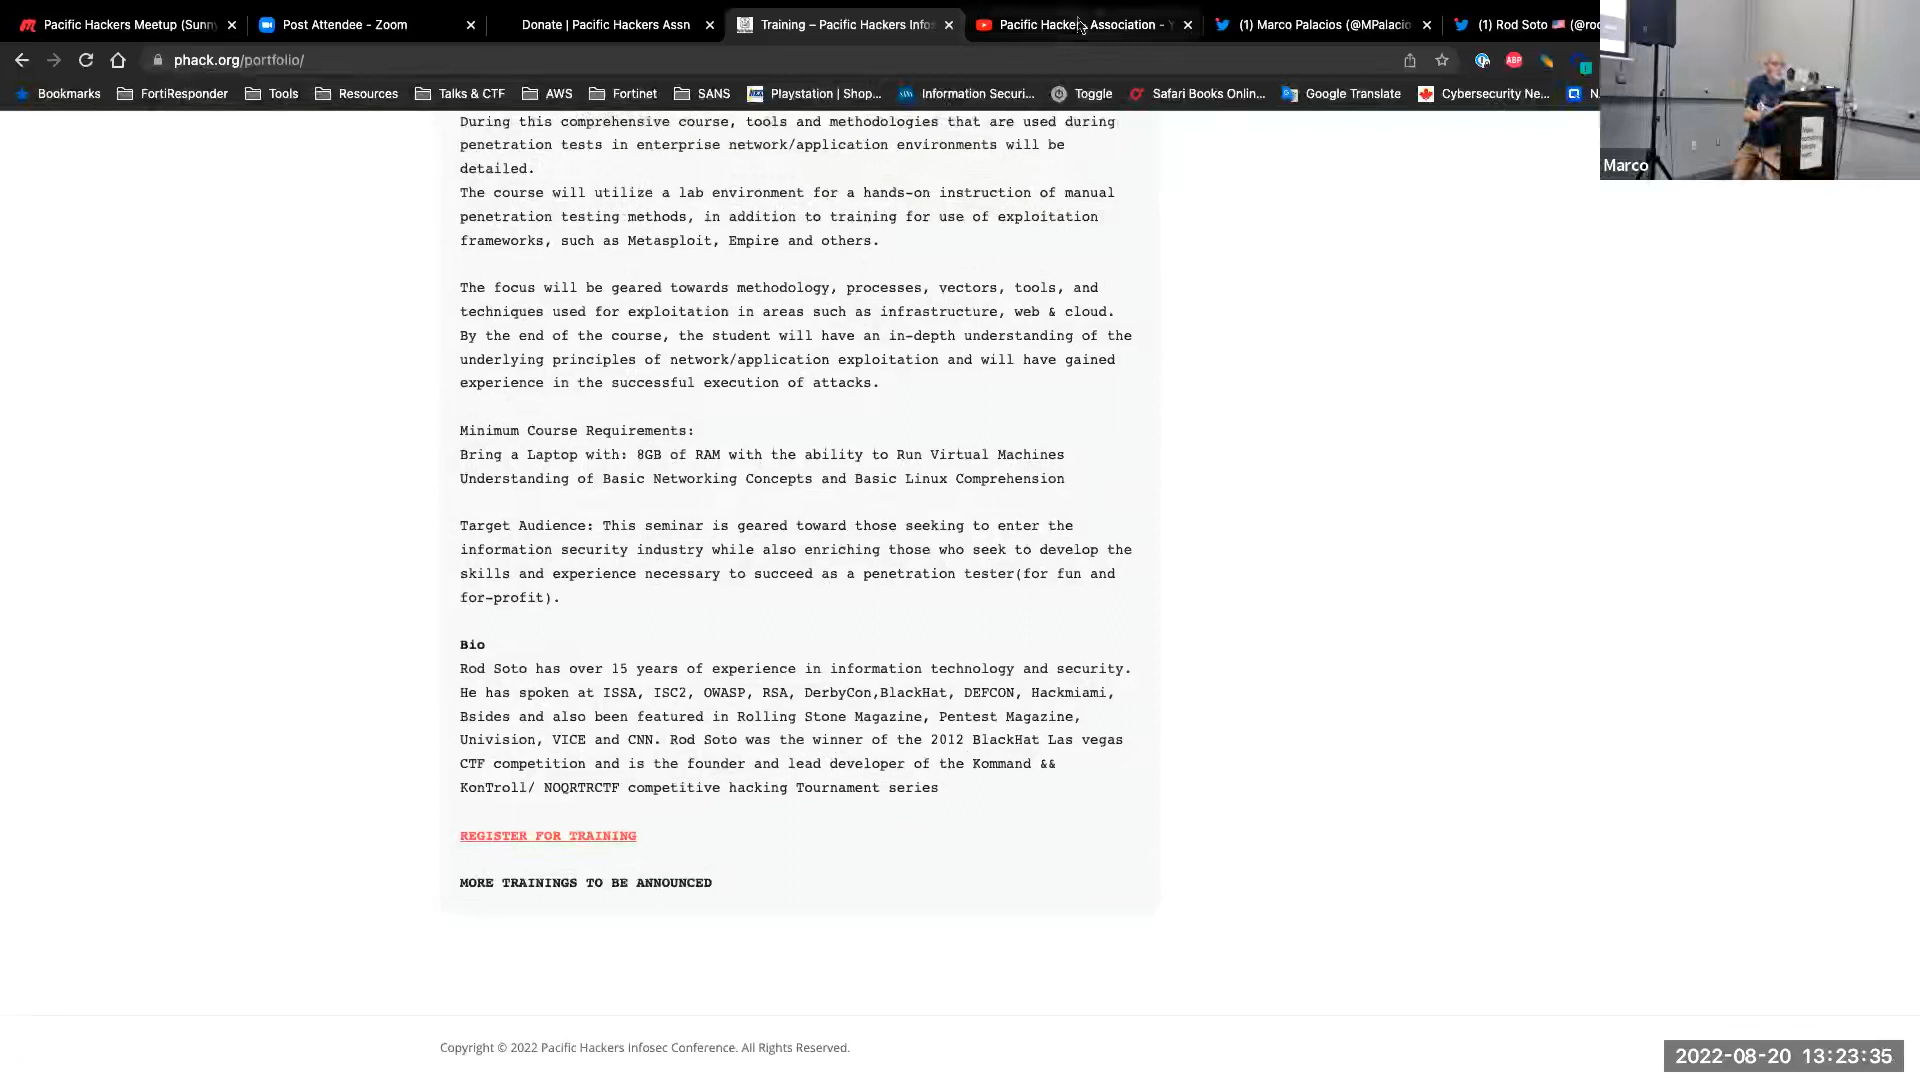 Pacific Hackers Meetup (Sunn
Post Attendee - Zoom
Donate | Pacific Hackers Assn
Training – Pacific Hackers Info
Pacific Hackers Association - Y
(1) Marco Palacios (@MPalacio
(1) Rod Soto 🇺🇸 (@roc
phack.org/portfolio/
ABP
Bookmarks
FortiResponder
Tools
Resources
Talks & CTF
AWS
Fortinet
SANS
Playstation | Shop...
Information Securi...
Toggle
Safari Books Onlin...
Google Translate
Cybersecurity Ne...
N
Marco
During this comprehensive course, tools and methodologies that are used during
penetration tests in enterprise network/application environments will be
detailed.
The course will utilize a lab environment for a hands-on instruction of manual
penetration testing methods, in addition to training for use of exploitation
frameworks, such as Metasploit, Empire and others.
The focus will be geared towards methodology, processes, vectors, tools, and
techniques used for exploitation in areas such as infrastructure, web & cloud.
By the end of the course, the student will have an in-depth understanding of the
underlying principles of network/application exploitation and will have gained
experience in the successful execution of attacks.
Minimum Course Requirements:
Bring a Laptop with: 8GB of RAM with the ability to Run Virtual Machines
Understanding of Basic Networking Concepts and Basic Linux Comprehension
Target Audience: This seminar is geared toward those seeking to enter the
information security industry while also enriching those who seek to develop the
skills and experience necessary to succeed as a penetration tester(for fun and
for-profit).
Bio
Rod Soto has over 15 years of experience in information technology and security.
He has spoken at ISSA, ISC2, OWASP, RSA, DerbyCon,BlackHat, DEFCON, Hackmiami,
Bsides and also been featured in Rolling Stone Magazine, Pentest Magazine,
Univision, VICE and CNN. Rod Soto was the winner of the 2012 BlackHat Las vegas
CTF competition and is the founder and lead developer of the Kommand &&
KonTroll/ NOQRTRCTF competitive hacking Tournament series
REGISTER FOR TRAINING
MORE TRAININGS TO BE ANNOUNCED
Copyright © 2022 Pacific Hackers Infosec Conference. All Rights Reserved.
2022-08-20 13:23:35